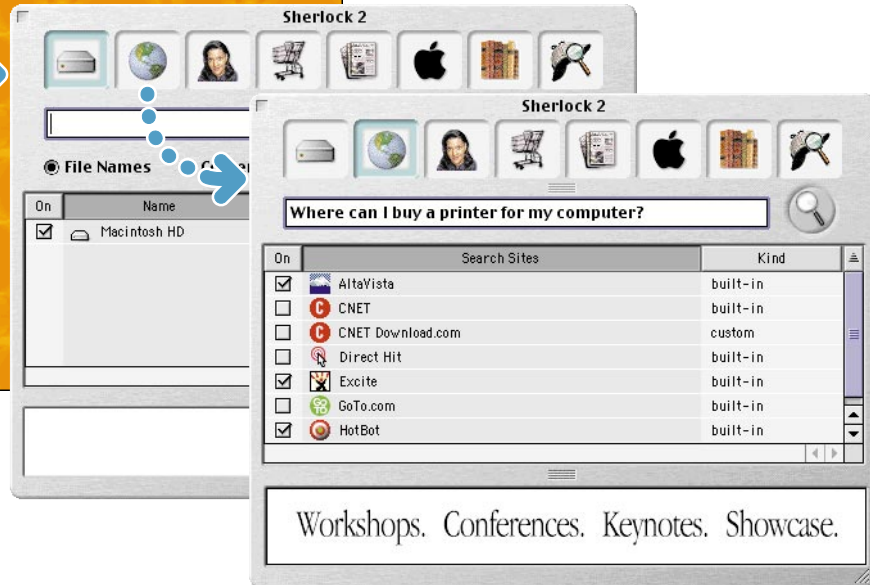 Sherlock 2
File Names
On Name
Macintosh HD
Sherlock 2
Where can I buy a printer for my computer?
On Search Sites Kind
AltaVista built-in
CNET built-in
CNET Download.com custom
Direct Hit built-in
Excite built-in
GoTo.com built-in
HotBot built-in
Workshops. Conferences. Keynotes. Showcase.